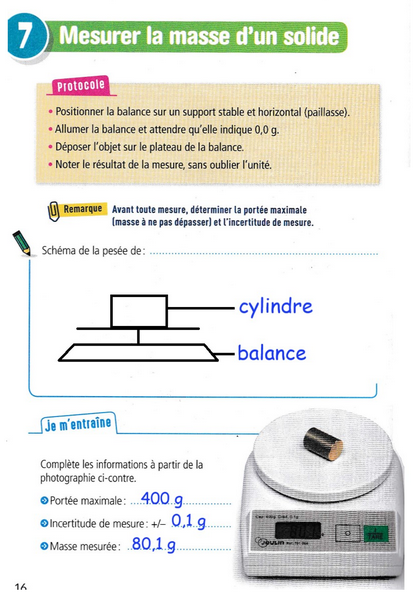 7 Mesurer la masse d'un solide
Protocole
• Positionner la balance sur un support stable et horizontal (paillasse).
• Allumer la balance et attendre qu'elle indique 0,0 g.
• Déposer l'objet sur le plateau de la balance.
• Noter le résultat de la mesure, sans oublier l'unité.
Remarque Avant toute mesure, déterminer la portée maximale
(masse à ne pas dépasser) et l'incertitude de mesure.
Schéma de la pesée de :
cylindre
balance
Je m'entraîne
Complète les informations à partir de la
photographie ci-contre.
Portée maximale : 400 g
Incertitude de mesure : +/– 0,1 g
Masse mesurée : 80,1 g
16